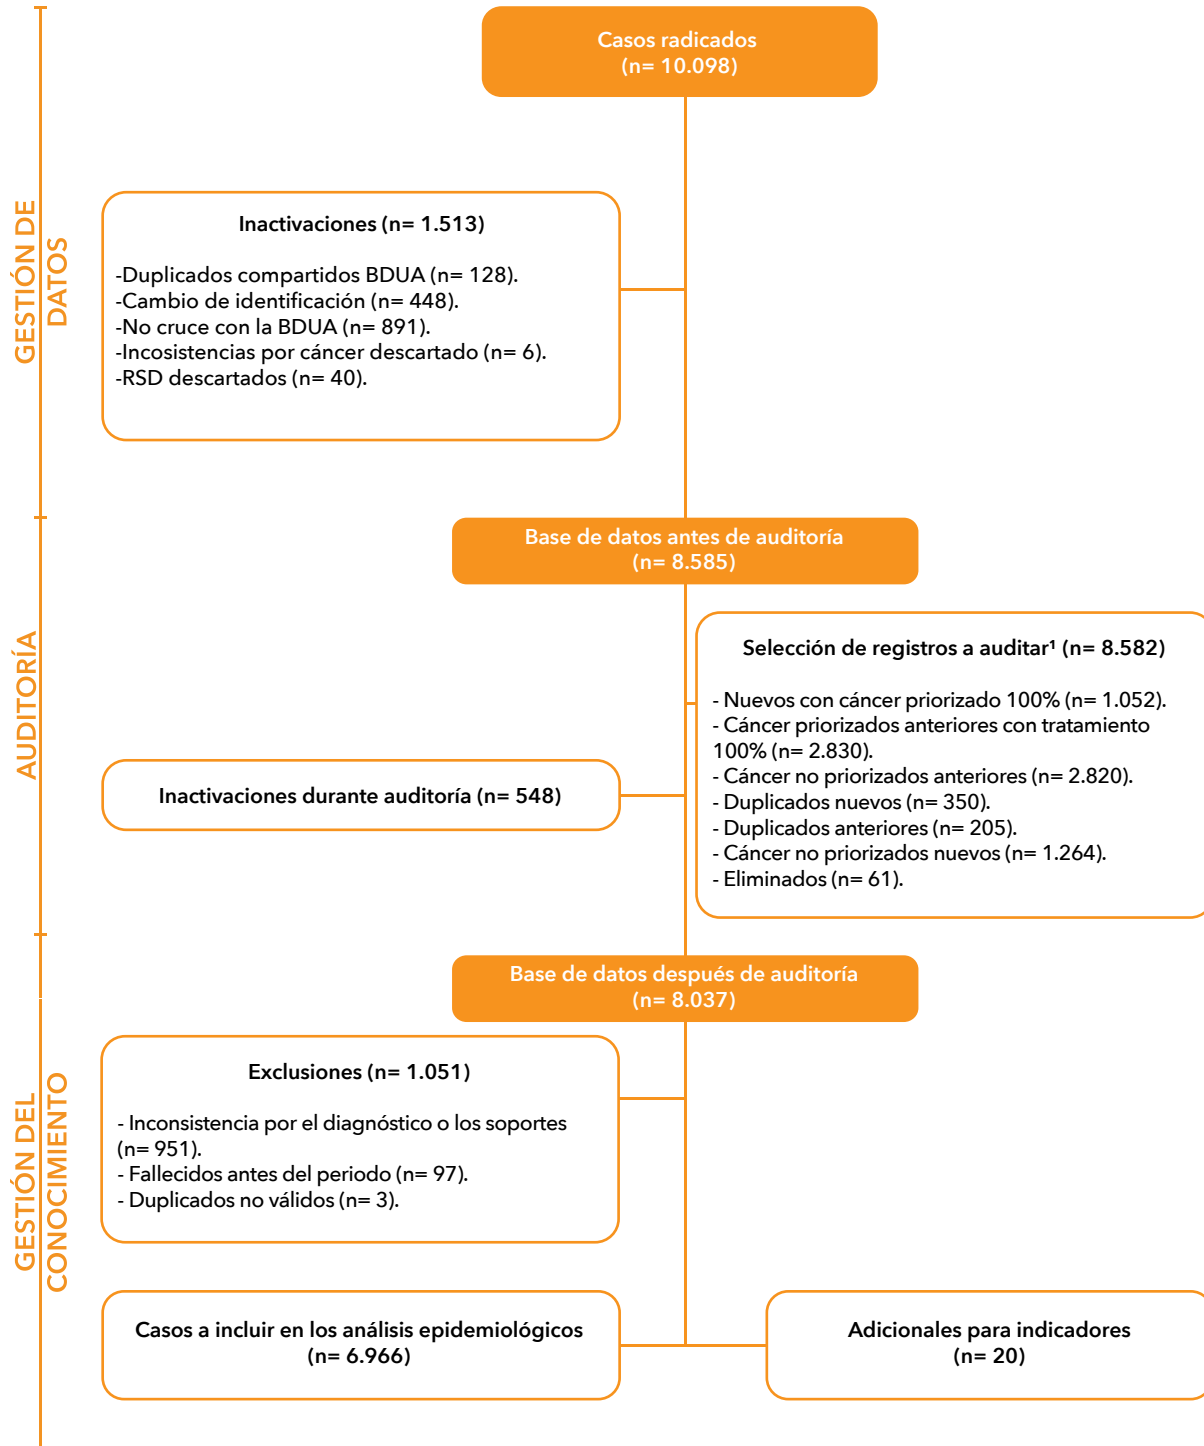 Casos radicados
(n= 10.098)
GESTIÓN DE
DATOS
Inactivaciones (n= 1.513)
-Duplicados compartidos BDUA (n= 128).
-Cambio de identificación (n= 448).
-No cruce con la BDUA (n= 891).
-Incosistencias por cáncer descartado (n= 6).
-RSD descartados (n= 40).
Base de datos antes de auditoría
(n= 8.585)
AUDITORÍA
Selección de registros a auditar¹ (n= 8.582)
- Nuevos con cáncer priorizado 100% (n= 1.052).
- Cáncer priorizados anteriores con tratamiento
100% (n= 2.830).
- Cáncer no priorizados anteriores (n= 2.820).
- Duplicados nuevos (n= 350).
- Duplicados anteriores (n= 205).
- Cáncer no priorizados nuevos (n= 1.264).
- Eliminados (n= 61).
Inactivaciones durante auditoría (n= 548)
Base de datos después de auditoría
(n= 8.037)
GESTIÓN DEL
CONOCIMIENTO
Exclusiones (n= 1.051)
- Inconsistencia por el diagnóstico o los soportes
(n= 951).
- Fallecidos antes del periodo (n= 97).
- Duplicados no válidos (n= 3).
Casos a incluir en los análisis epidemiológicos
(n= 6.966)
Adicionales para indicadores
(n= 20)